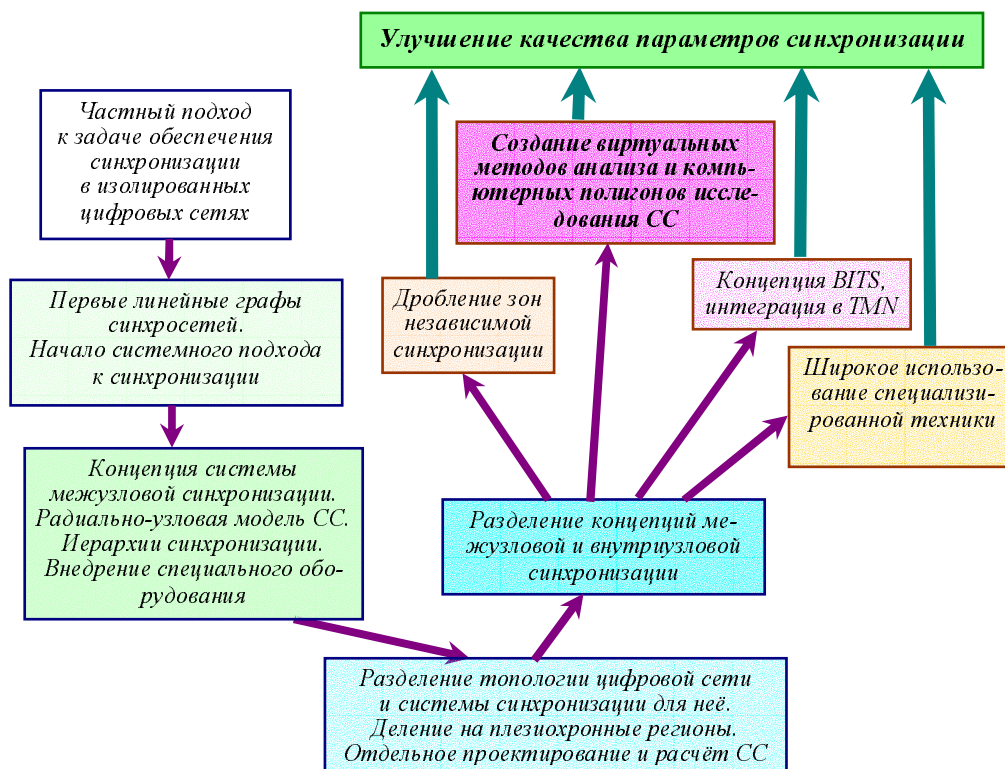 Улучшение качества параметров синхронизации
Частный подход
к задаче обеспечения
синхронизации
в изолированных
цифровых сетях
Создание виртуальных
методов анализа и компь-
ютерных полигонов иссле-
дования СС
Первые линейные графы
синхросетей.
Начало системного подхода
к синхронизации
Дробление зон
независимой
синхронизации
Концепция BITS,
интеграция в TMN
Широкое использо-
вание специализи-
рованной техники
Концепция системы
межузловой синхронизации.
Радиально-узловая модель СС.
Иерархии синхронизации.
Внедрение специального обо-
рудования
Разделение концепций ме-
жузловой и внутриузловой
синхронизации
Разделение топологии цифровой сети
и системы синхронизации для неё.
Деление на плезиохронные регионы.
Отдельное проектирование и расчёт СС